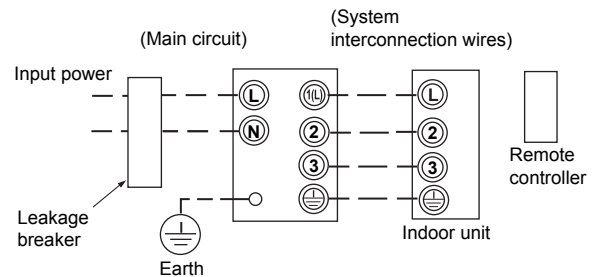 (System
interconnection wires)
(Main circuit)
Input power
L
1(L)
L
N
2
2
3
3
Remote
controller
Leakage
breaker
Indoor unit
Earth